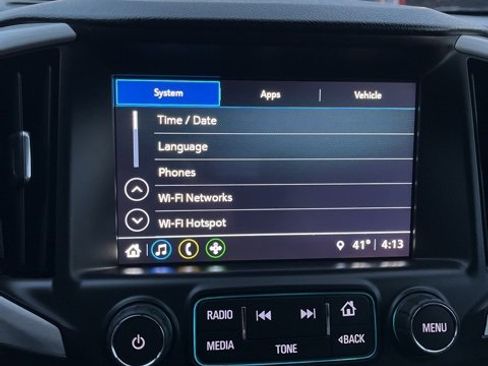 System Apps Vehicle
Time / Date
Language
Phones
Wi-Fi Networks
Wi-Fi Hotspot
41° 4:13
RADIO
MEDIA TONE BACK
MENU